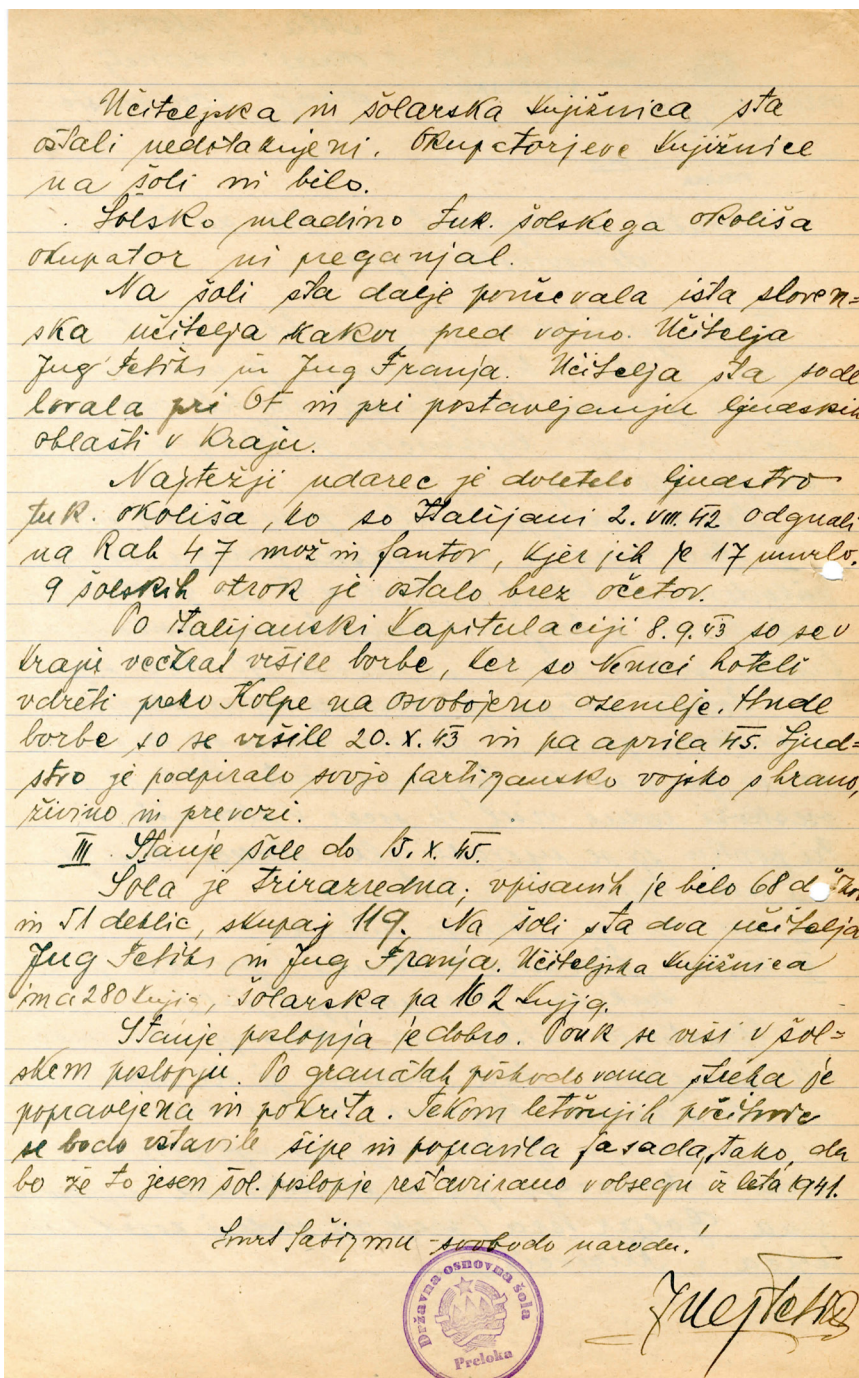 Učiteljska in šolarska knjižnica sta
ostali nedotaknjeni. Okupatorjeve knjižnice
na šoli ni bilo.
Šolsko mladino tuk. šolskega okoliša
okupator ni preganjal.
Na šoli sta dalje poučevala ista sloven=
ska učitelja kakor pred vojno. Učitelja
Jug Feliks in Jug Franja. Učitelja sta sode
lovala pri OF in pri postavljanju ljudskih
oblasti v kraju.
Najtežji udarec je doletelo ljudstvo
tuk. okoliša, ko so Italijani 2. VIII. 42 odgnali
na Rab 47 mož in fantov, kjer jih je 17 umrlo.
9 šolskih otrok je ostalo brez očetov.
Po italijanski kapitulaciji 8. 9. 43 so se v
kraju večkrat vršile borbe, ker so Nemci hoteli
vdreti preko Kolpe na osvobojeno ozemlje. Hude
borbe so se vršile 20. X. 43 in pa aprila 45. Ljud=
stvo je podpiralo svojo partizansko vojsko s hrano,
živino in prevozi.
III. Stanje šole do 15. X. 45.
Šola je trirazredna; vpisanih je bilo 68
in 51 deklic, skupaj 119. Na šoli sta dva učitelja
Jug Feliks in Jug Franja. Učiteljska knjižnica
ima 280 knjig, šolarska pa 162 knjig.
Stanje poslopja je dobro. Pouk se vrši v šol=
skem poslopju. Po granatah poškodovana streha je
popravljena in pokrita. Tekom letošnjih počitnic
se bodo vstavile šipe in popravila fasada, tako, da
bo že to jesen šol. poslopje reštavrirano v obsegu iz leta 1941.
Smrt fašizmu - svobodo narodu!
Državna osnovna šola
Preloka
Jug Feliks